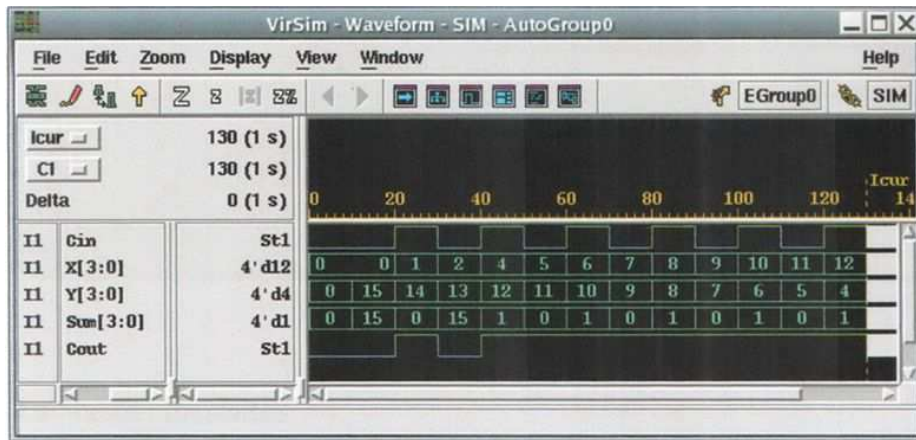 VirSim - Waveform - SIM - AutoGroup0
File Edit Zoom Display View Window Help
EGroup0 SIM
Icur 130 (1 s)
C1 130 (1 s)
Delta 0 (1 s)
Icur
0 20 40 60 80 100 120 14
I1 Cin St1
I1 X[3:0] 4'd12 0 0 1 2 4 5 6 7 8 9 10 11 12
I1 Y[3:0] 4'd4 0 15 14 13 12 11 10 9 8 7 6 5 4
I1 Sum[3:0] 4'd1 0 15 0 15 1 0 1 0 1 0 1 0 1
I1 Cout St1